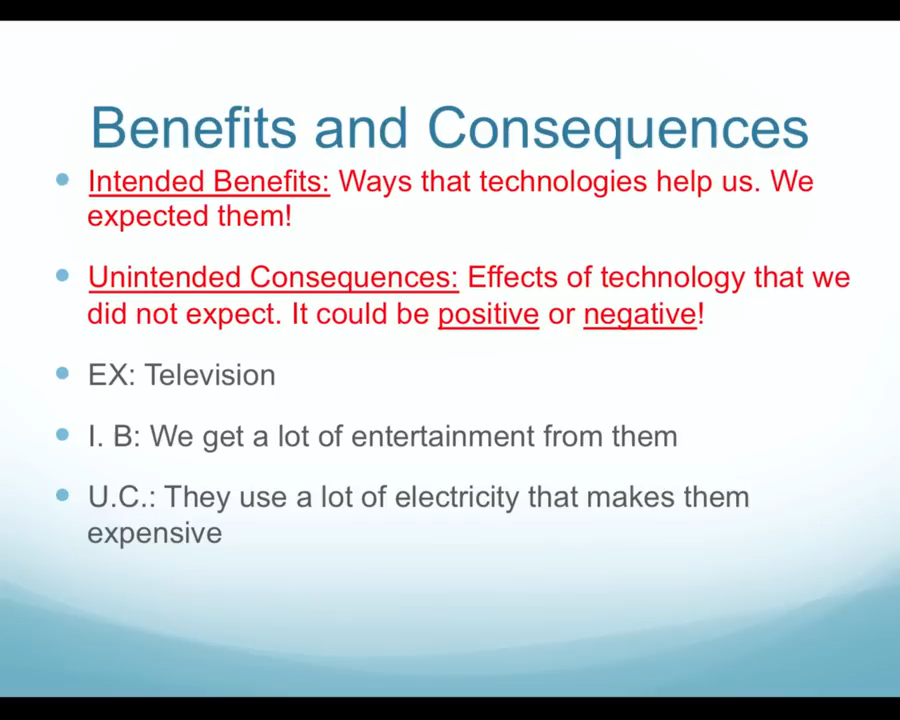 Benefits and Consequences
Intended Benefits: Ways that technologies help us. We
expected them!
Unintended Consequences: Effects of technology that we
did not expect. It could be positive or negative!
EX: Television
I. B: We get a lot of entertainment from them
U.C.: They use a lot of electricity that makes them
expensive